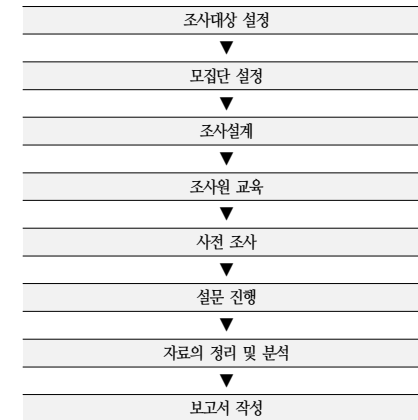 조사대상 설정
▼
모집단 설정
▼
조사설계
▼
조사원 교육
▼
사전 조사
▼
설문 진행
▼
자료의 정리 및 분석
▼
보고서 작성